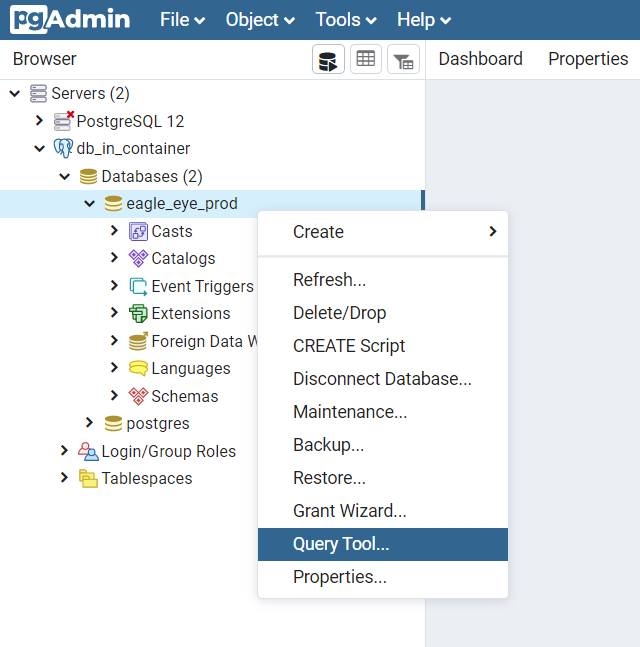 pgAdmin File Object Tools Help
Browser Dashboard Properties
Servers (2)
PostgreSQL 12
db_in_container
Databases (2)
eagle_eye_prod
Casts
Catalogs
Event Triggers
Extensions
Foreign Data W
Languages
Schemas
postgres
Login/Group Roles
Tablespaces
Create
Refresh...
Delete/Drop
CREATE Script
Disconnect Database...
Maintenance...
Backup...
Restore...
Grant Wizard...
Query Tool...
Properties...